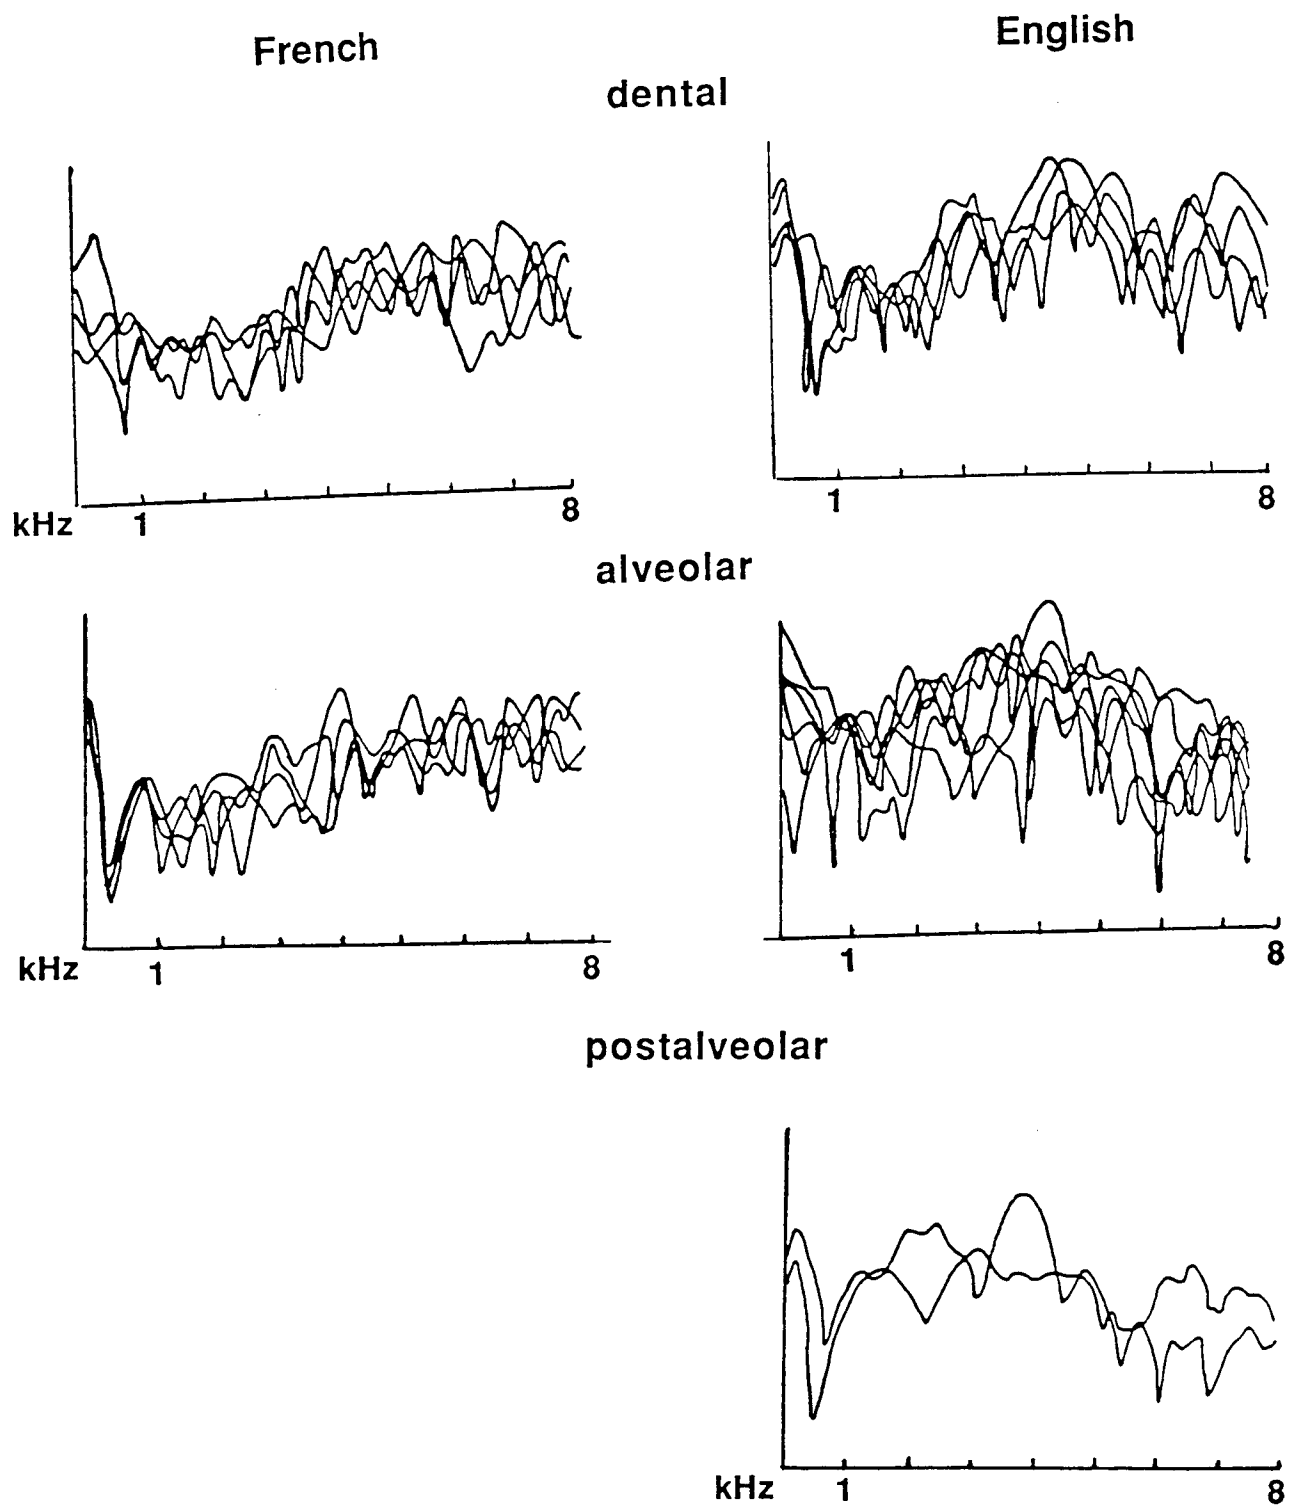 French
English
dental
kHz 1 8
1 8
alveolar
kHz 1 8
1 8
postalveolar
kHz 1 8